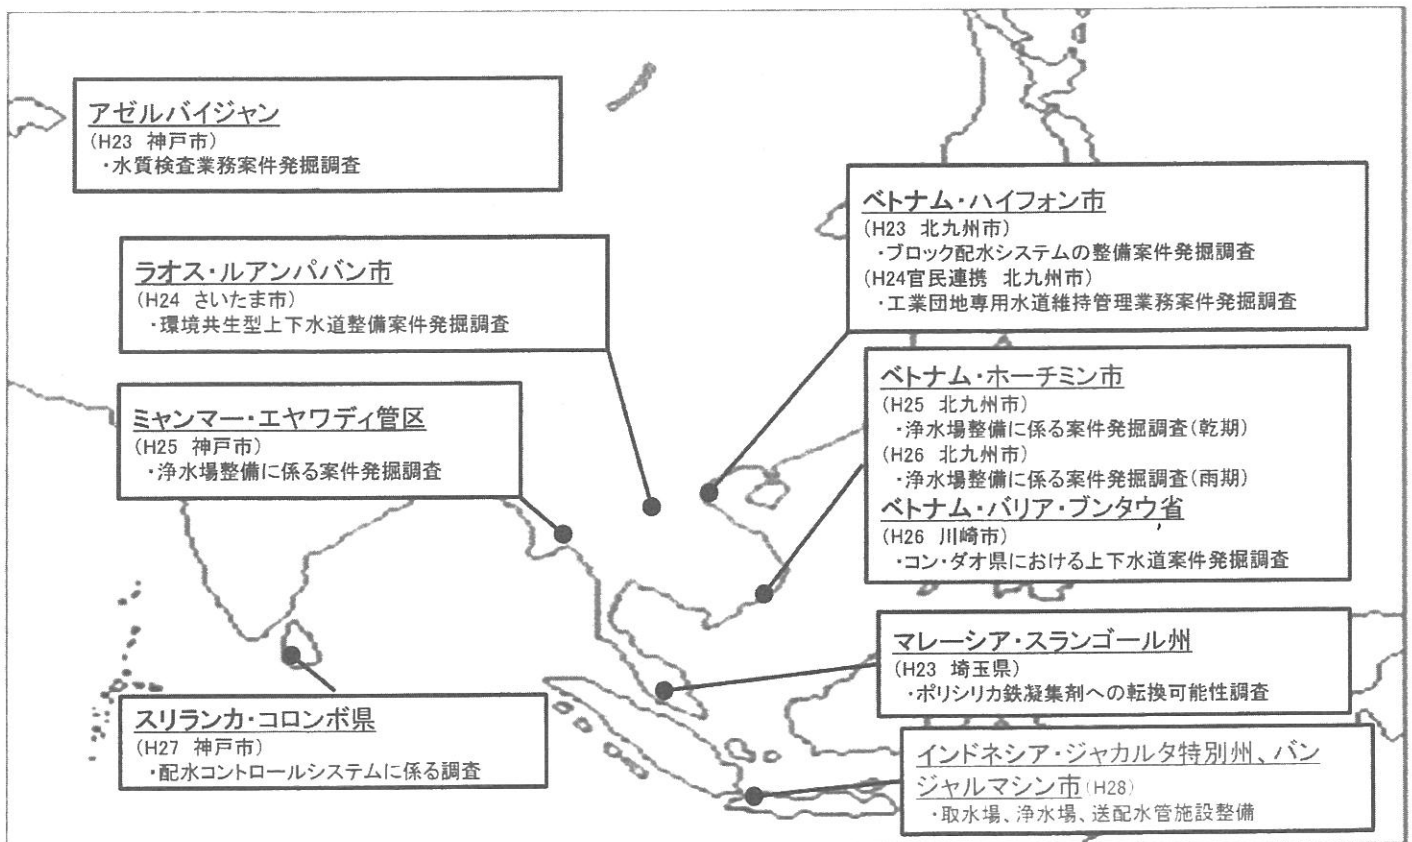 アゼルバイジャン
(H23 神戸市)
・水質検査業務案件発掘調査
ラオス・ルアンパバン市
(H24 さいたま市)
・環境共生型上下水道整備案件発掘調査
ミャンマー・エヤワディ管区
(H25 神戸市)
・浄水場整備に係る案件発掘調査
スリランカ・コロンボ県
(H27 神戸市)
・配水コントロールシステムに係る調査
ベトナム・ハイフォン市
(H23 北九州市)
・ブロック配水システムの整備案件発掘調査
(H24官民連携 北九州市)
・工業団地専用水道維持管理業務案件発掘調査
ベトナム・ホーチミン市
(H25 北九州市)
・浄水場整備に係る案件発掘調査(乾期)
(H26 北九州市)
・浄水場整備に係る案件発掘調査(雨期)
ベトナム・バリア・ブンタウ省
(H26 川崎市)
・コン・ダオ県における上下水道案件発掘調査
マレーシア・スランゴール州
(H23 埼玉県)
・ポリシリカ鉄凝集剤への転換可能性調査
インドネシア・ジャカルタ特別州、バン
ジャルマシン市(H28)
・取水場、浄水場、送配水管施設整備